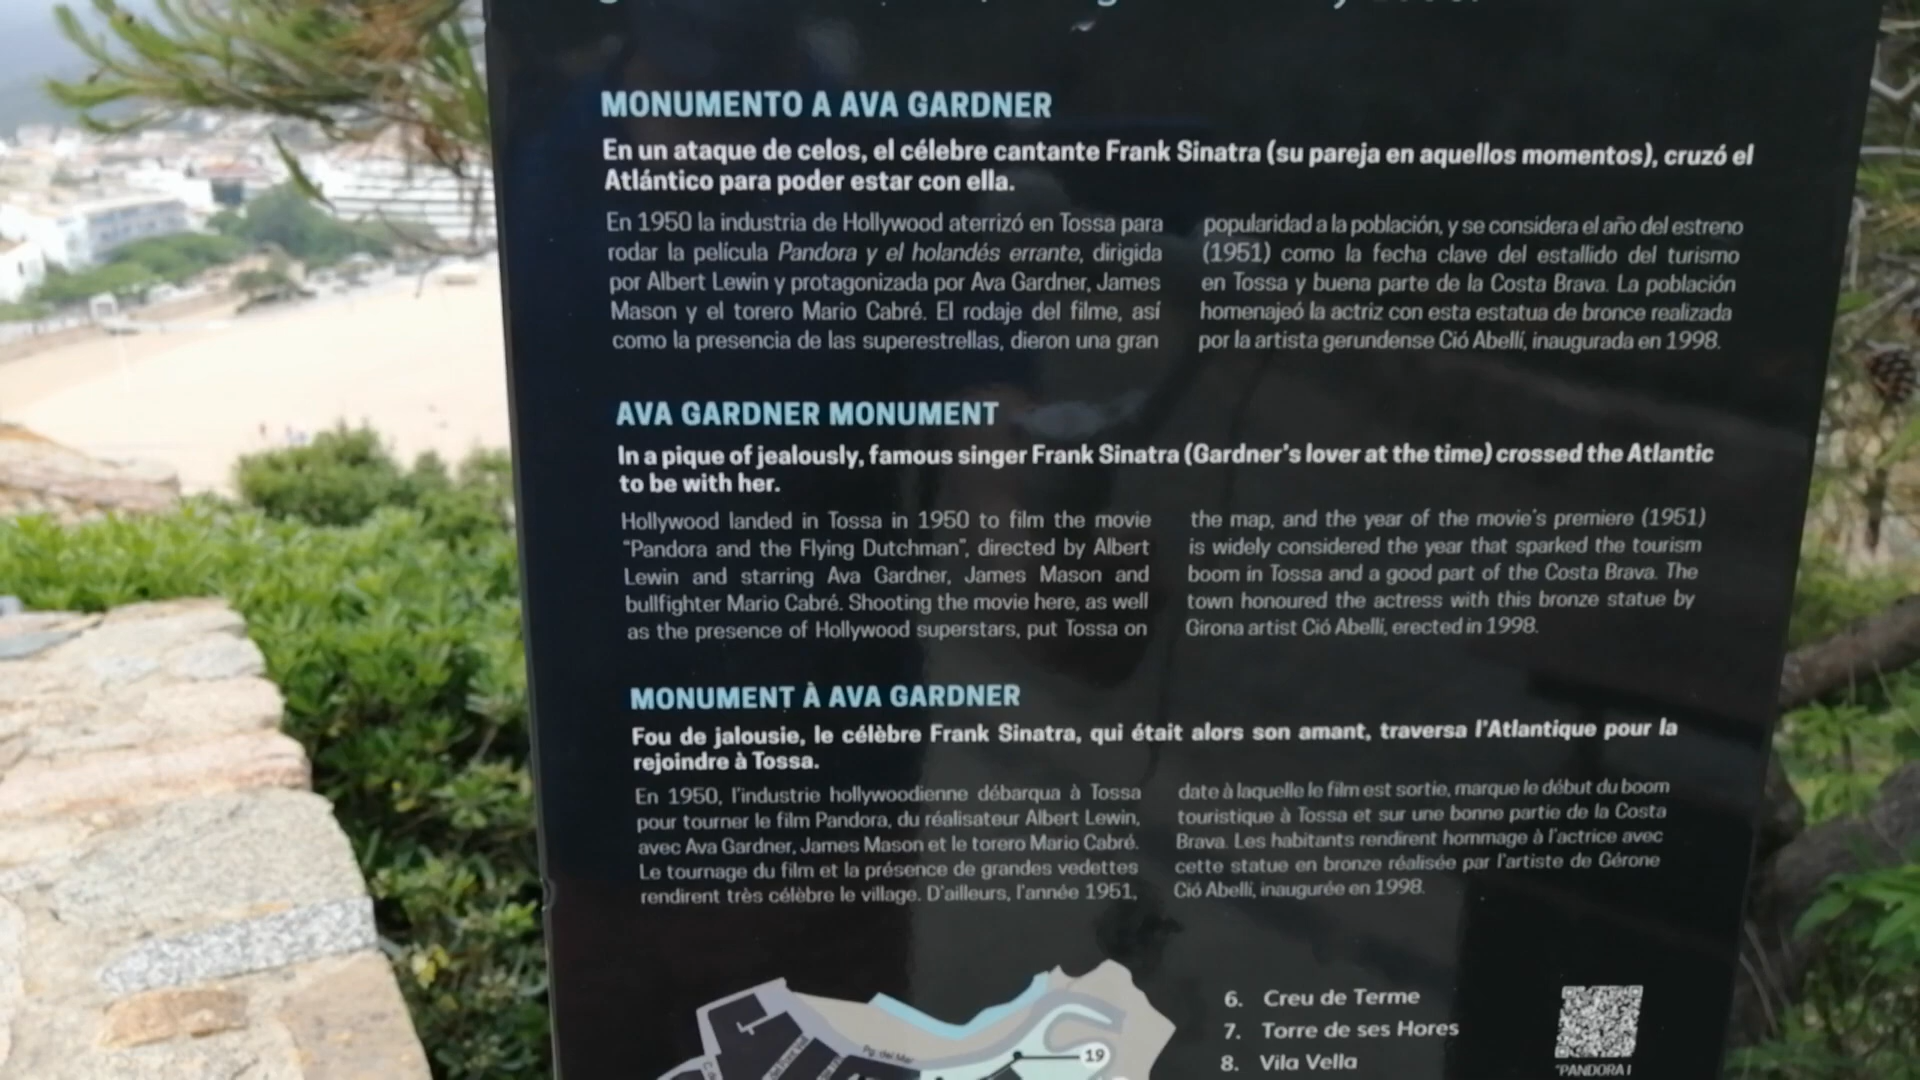 MONUMENTO A AVA GARDNER
En un ataque de celos, el célebre cantante Frank Sinatra (su pareja en aquellos momentos), cruzó el
Atlántico para poder estar con ella.
En 1950 la industria de Hollywood aterrizó en Tossa para
rodar la película Pandora y el holandés errante, dirigida
por Albert Lewin y protagonizada por Ava Gardner, James
Mason y el torero Mario Cabré. El rodaje del filme, así
como la presencia de las superestrellas, dieron una gran
popularidad a la población, y se considera el año del estreno
(1951) como la fecha clave del estallido del turismo
en Tossa y buena parte de la Costa Brava. La población
homenajeó la actriz con esta estatua de bronce realizada
por la artista gerundense Ció Abellí, inaugurada en 1998.
AVA GARDNER MONUMENT
In a pique of jealously, famous singer Frank Sinatra (Gardner's lover at the time) crossed the Atlantic
to be with her.
Hollywood landed in Tossa in 1950 to film the movie
"Pandora and the Flying Dutchman", directed by Albert
Lewin and starring Ava Gardner, James Mason and
bullfighter Mario Cabré. Shooting the movie here, as well
as the presence of Hollywood superstars, put Tossa on
the map, and the year of the movie's premiere (1951)
is widely considered the year that sparked the tourism
boom in Tossa and a good part of the Costa Brava. The
town honoured the actress with this bronze statue by
Girona artist Ció Abellí, erected in 1998.
MONUMENT À AVA GARDNER
Fou de jalousie, le célèbre Frank Sinatra, qui était alors son amant, traversa l'Atlantique pour la
rejoindre à Tossa.
En 1950, l'industrie hollywoodienne débarqua à Tossa
pour tourner le film Pandora, du réalisateur Albert Lewin,
avec Ava Gardner, James Mason et le torero Mario Cabré.
Le tournage du film et la présence de grandes vedettes
rendirent très célèbre le village. D'ailleurs, l'année 1951,
date à laquelle le film est sortie, marque le début du boom
touristique à Tossa et sur une bonne partie de la Costa
Brava. Les habitants rendirent hommage à l'actrice avec
cette statue en bronze réalisée par l'artiste de Gérone
Ció Abellí, inaugurée en 1998.
Pg. del Mar
19
6. Creu de Terme
7. Torre de ses Hores
8. Vila Vella
"PANDORA I